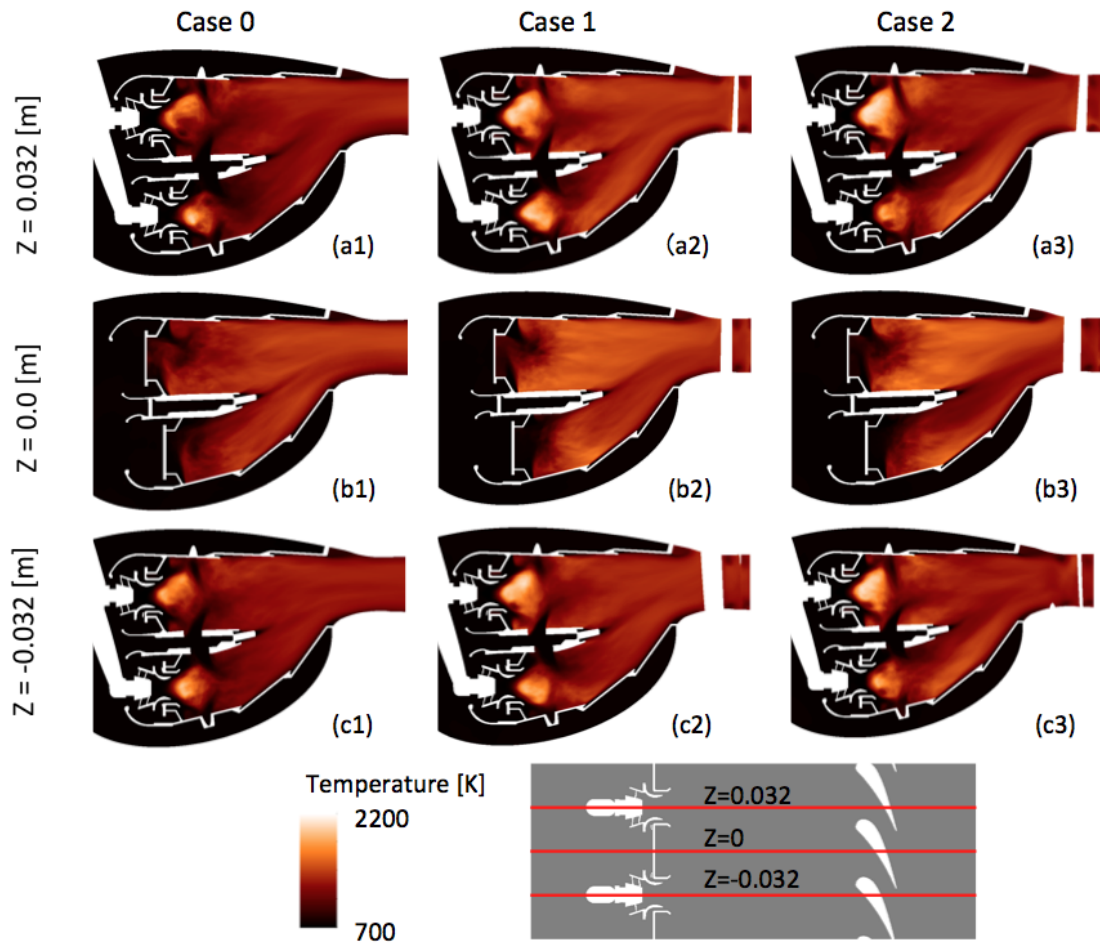 Case 0 Case 1 Case 2
Z = 0.032 [m]
(a1) (a2) (a3)
Z = 0.0 [m]
(b1) (b2) (b3)
Z = -0.032 [m]
(c1) (c2) (c3)
Temperature [K]
2200
700
Z=0.032
Z=0
Z=-0.032